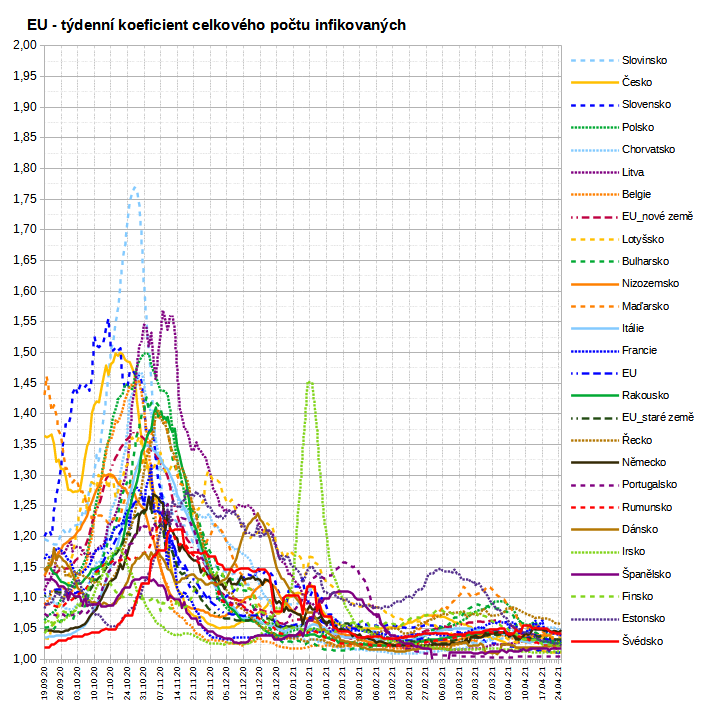 EU - týdenní koeficient celkového počtu infikovaných
2,00
1,95
1,90
1,85
1,80
1,75
1,70
1,65
1,60
1,55
1,50
1,45
1,40
1,35
1,30
1,25
1,20
1,15
1,10
1,05
1,00
19.09.20
26.09.20
03.10.20
10.10.20
17.10.20
24.10.20
31.10.20
07.11.20
14.11.20
21.11.20
28.11.20
05.12.20
12.12.20
19.12.20
26.12.20
02.01.21
09.01.21
16.01.21
23.01.21
30.01.21
06.02.21
13.02.21
20.02.21
27.02.21
06.03.21
13.03.21
20.03.21
27.03.21
03.04.21
10.04.21
17.04.21
24.04.21
Slovinsko
Česko
Slovensko
Polsko
Chorvatsko
Litva
Belgie
EU_nové země
Lotyšsko
Bulharsko
Nizozemsko
Maďarsko
Itálie
Francie
EU
Rakousko
EU_staré země
Řecko
Německo
Portugalsko
Rumunsko
Dánsko
Irsko
Španělsko
Finsko
Estonsko
Švédsko